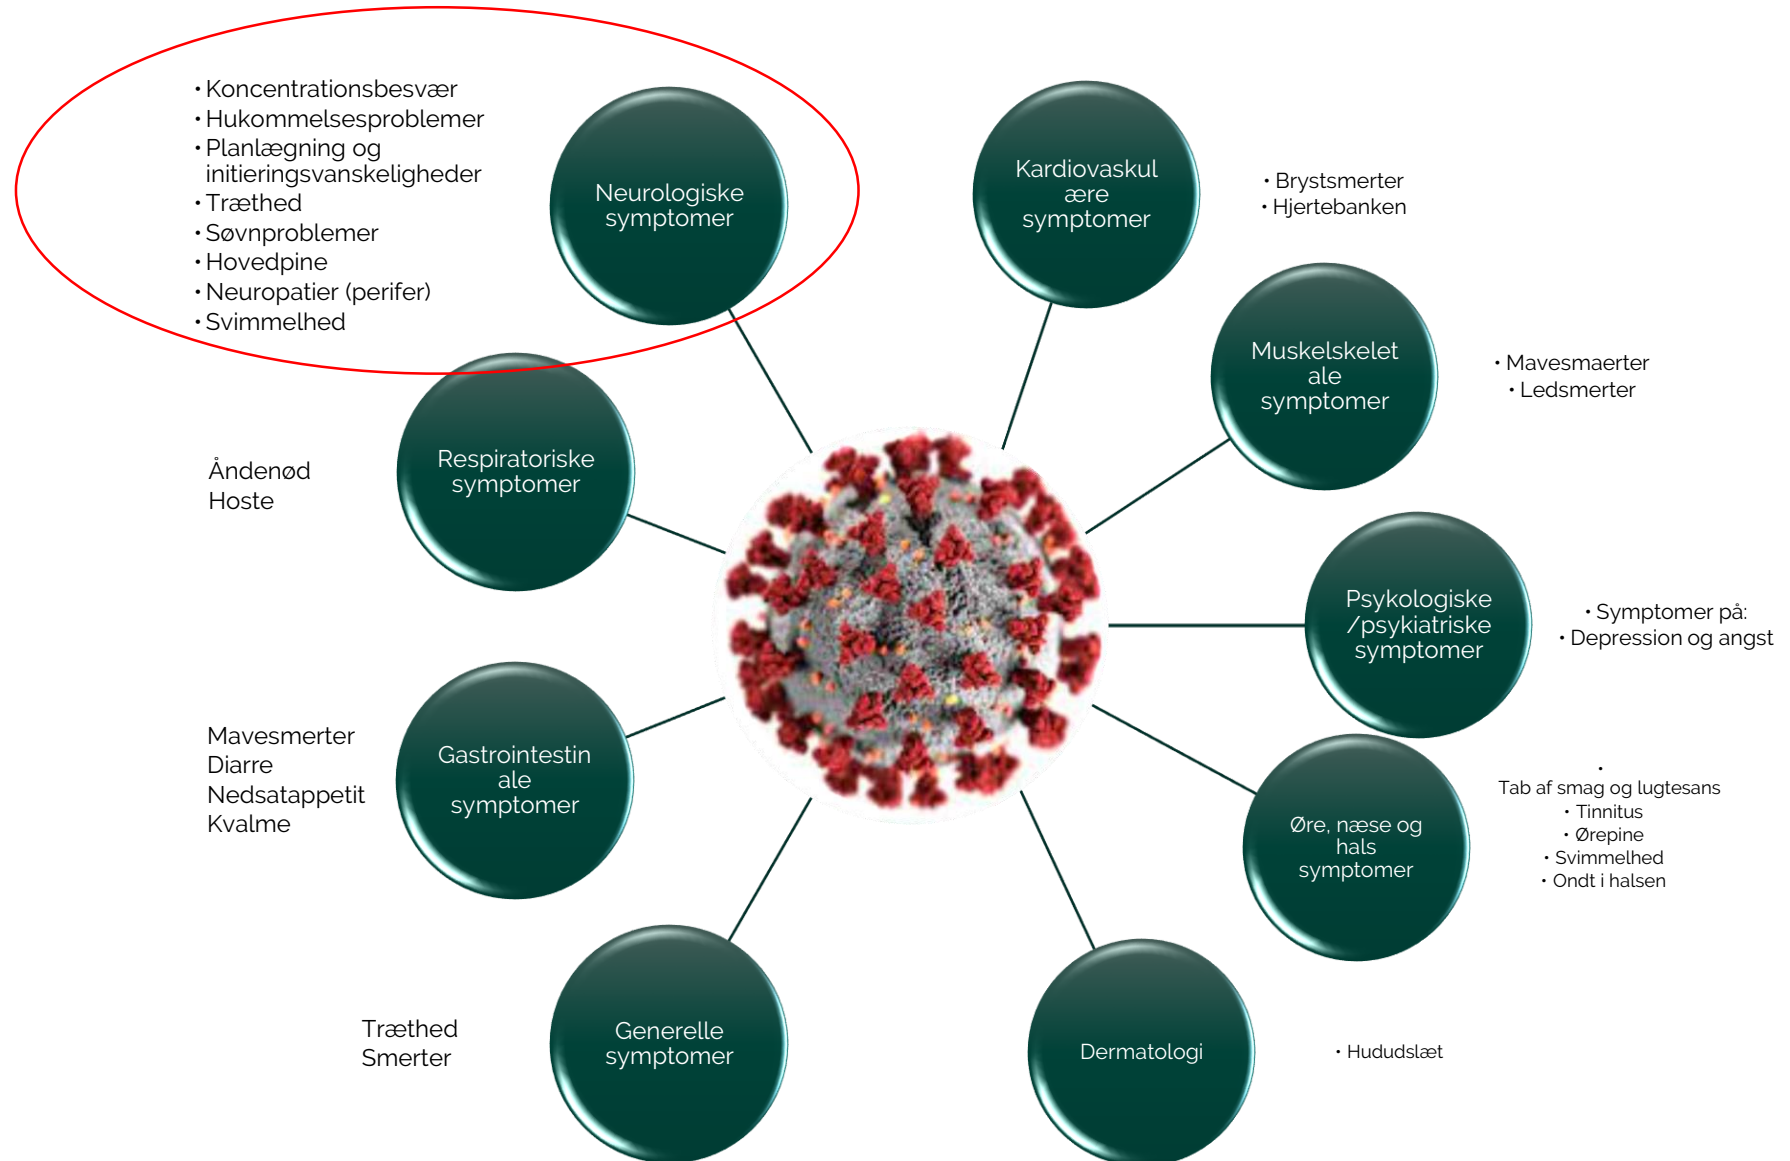 • Koncentrationsbesvær
• Hukommelsesproblemer
• Planlægning og
initieringsvanskeligheder
• Træthed
• Søvnproblemer
• Hovedpine
• Neuropatier (perifer)
• Svimmelhed
Neurologiske
symptomer
Kardiovaskul
ære
symptomer
• Brystsmerter
• Hjertebanken
Muskelskelet
ale
symptomer
• Mavesmaerter
• Ledsmerter
Åndenød
Hoste
Respiratoriske
symptomer
Psykologiske
/psykiatriske
symptomer
• Symptomer på:
• Depression og angst
Mavesmerter
Diarre
Nedsatappetit
Kvalme
Gastrointestin
ale
symptomer
Øre, næse og
hals
symptomer
•
Tab af smag og lugtesans
• Tinnitus
• Ørepine
• Svimmelhed
• Ondt i halsen
Træthed
Smerter
Generelle
symptomer
Dermatologi
• Hududslæt